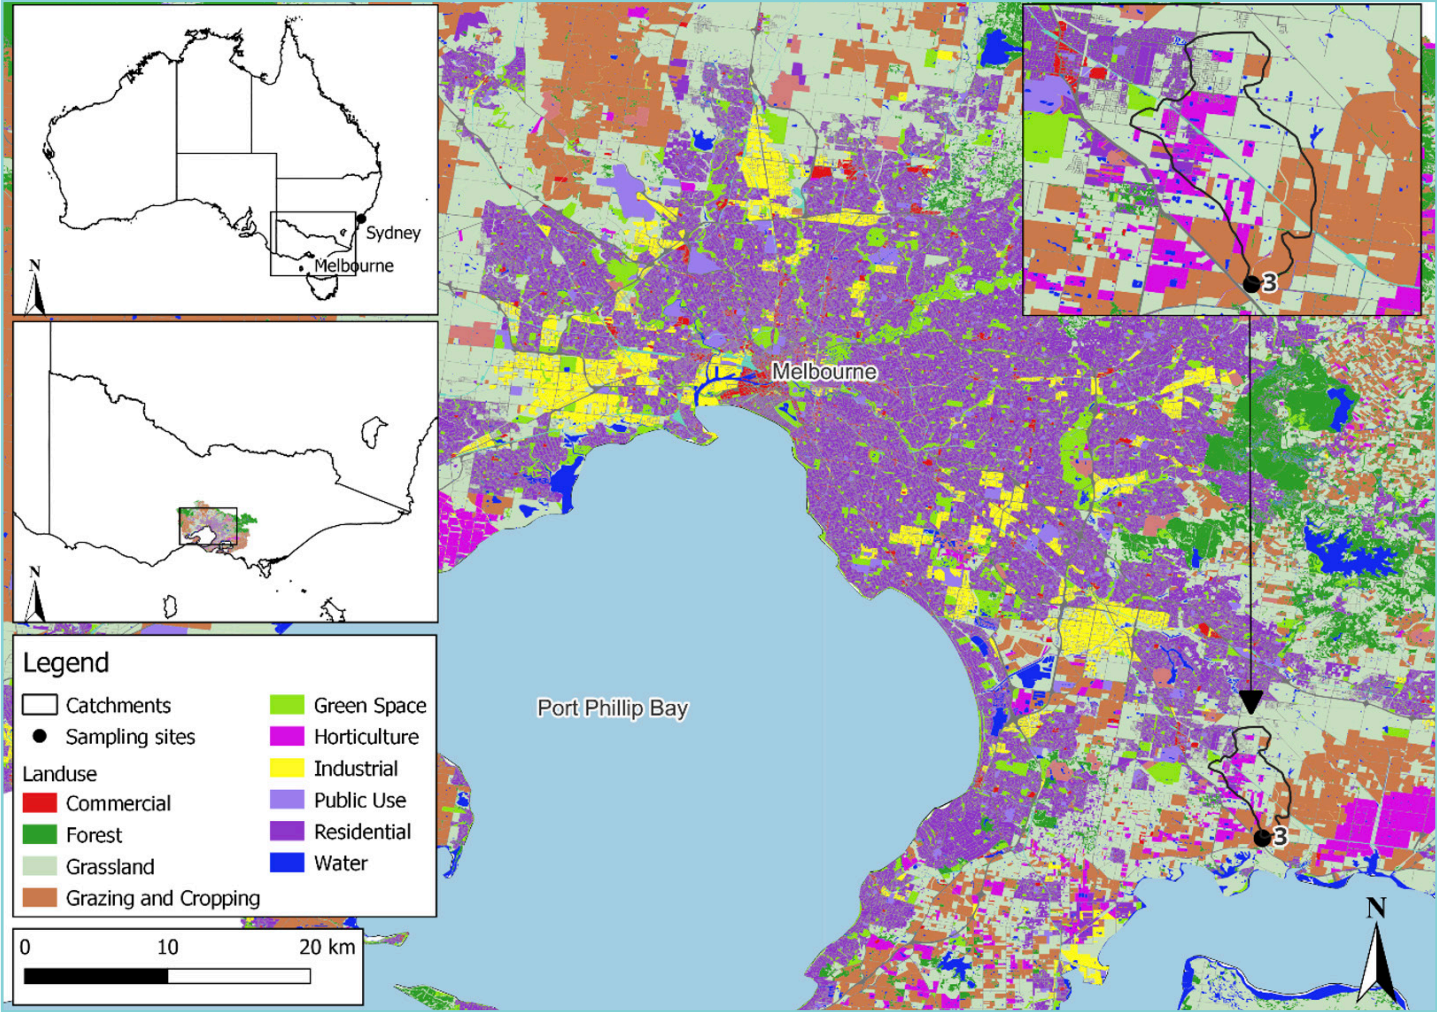 Sydney
Melbourne
N
N
Legend
Catchments
Sampling sites
Landuse
Commercial
Forest
Grassland
Grazing and Cropping
Green Space
Horticulture
Industrial
Public Use
Residential
Water
0 10 20 km
Melbourne
Port Phillip Bay
3
3
N